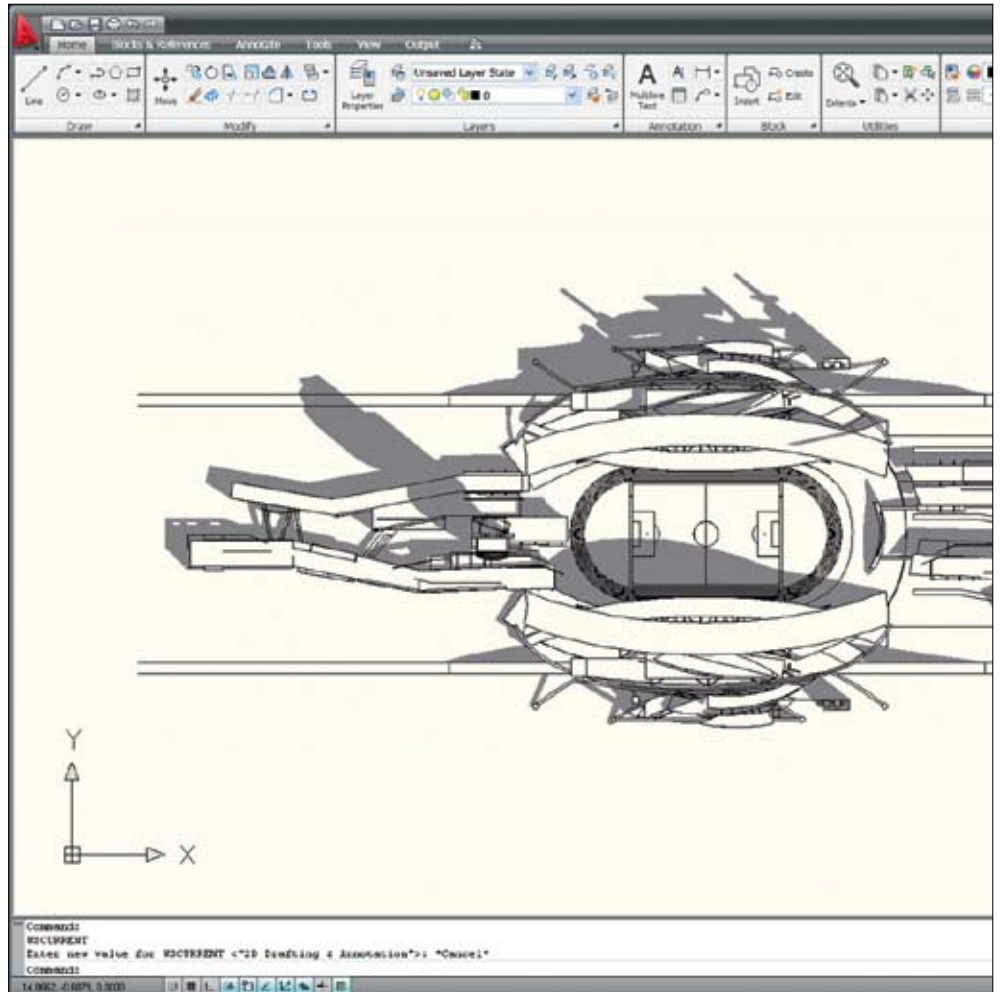 Home Blocks & References Annotate Tools View Output
Line
Move
Layer Properties
Unsaved Layer State
0
A
Multiline Text
Insert
Create
Edit
Extents
Draw Modify Layers Annotation Block Utilities
Y
X
Command:
WSCURRENT
Enter new value for WSCURRENT <"2D Drafting & Annotation">: *Cancel*
Command: